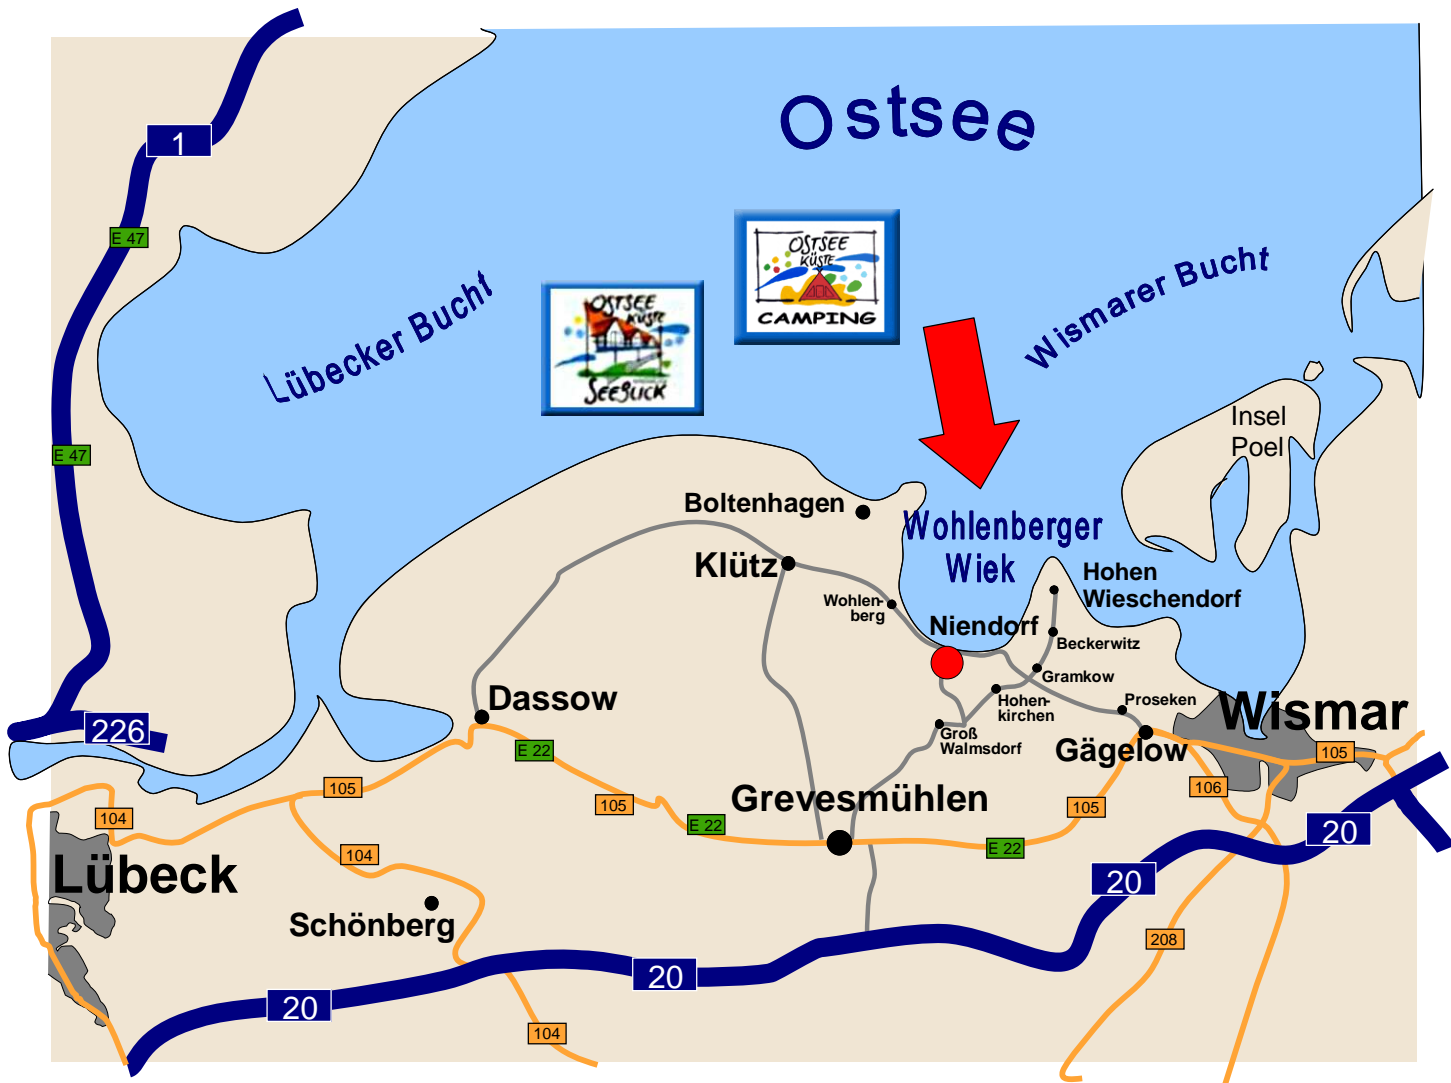 Ostsee
1
E 47
OSTSEE
KÜSTE
CAMPING
Wismarer Bucht
Lübecker Bucht
OSTSEE
KÜSTE
SEEBLICK
Insel
Poel
E 47
Boltenhagen
Wohlenberger
Wiek
Klütz
Hohen
Wieschendorf
Wohlen-
berg
Niendorf
Beckerwitz
Gramkow
Dassow
Hohen-
kirchen
Proseken
Wismar
226
Groß
Walmsdorf
Gägelow
E 22
105
105
106
Grevesmühlen
105
105
104
E 22
E 22
20
104
Lübeck
20
Schönberg
208
20
20
104